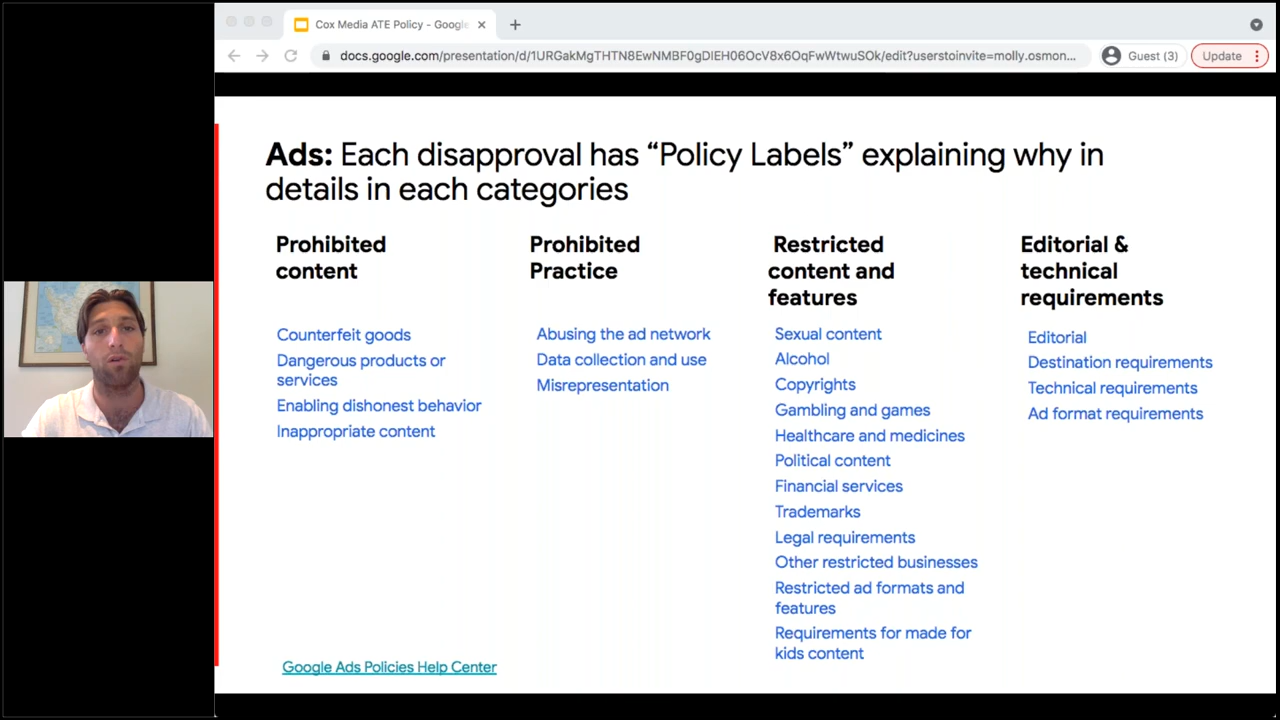 Cox Media ATE Policy - Google
docs.google.com/presentation/d/1URGakMgTHTN8EwNMBF0gDlEH06OcV8x6OqFwWtwuSOk/edit?userstoinvite=molly.osmon...
Guest (3)
Update
Ads: Each disapproval has “Policy Labels” explaining why in
details in each categories
Prohibited
content
Counterfeit goods
Dangerous products or
services
Enabling dishonest behavior
Inappropriate content
Prohibited
Practice
Abusing the ad network
Data collection and use
Misrepresentation
Restricted
content and
features
Sexual content
Alcohol
Copyrights
Gambling and games
Healthcare and medicines
Political content
Financial services
Trademarks
Legal requirements
Other restricted businesses
Restricted ad formats and
features
Requirements for made for
kids content
Editorial &
technical
requirements
Editorial
Destination requirements
Technical requirements
Ad format requirements
Google Ads Policies Help Center